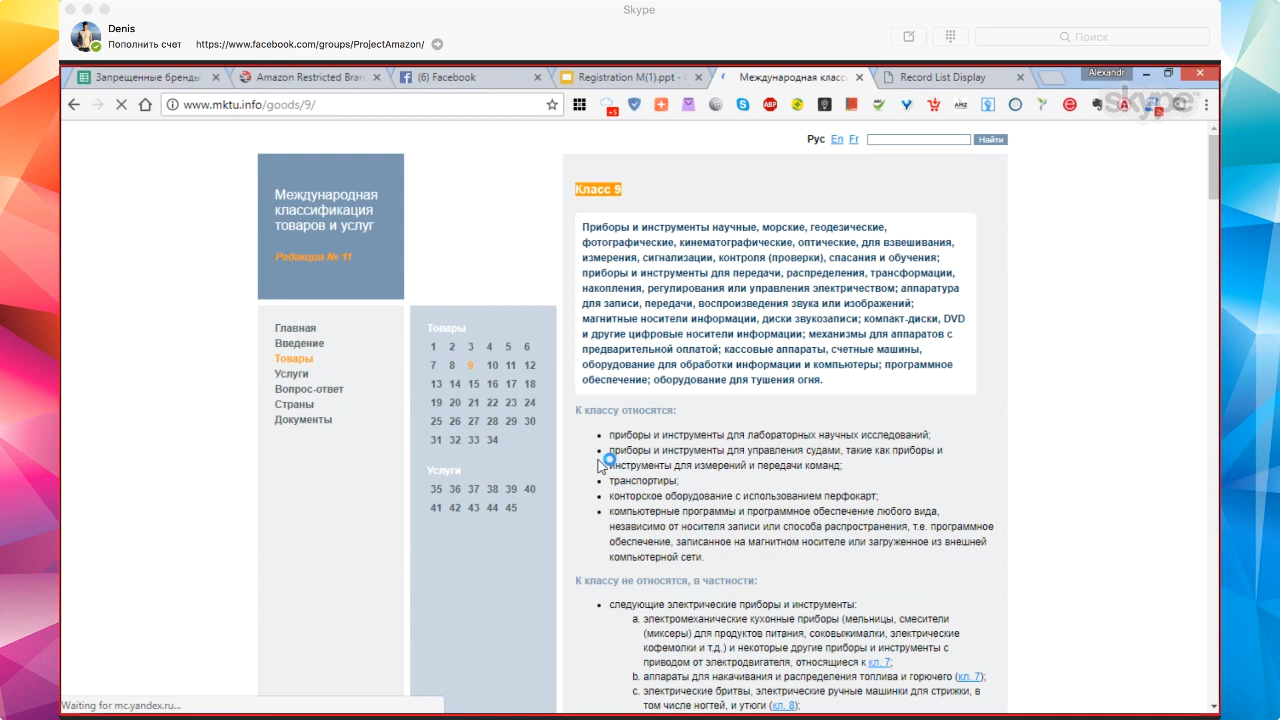 Skype
Denis
Пополнить счет https://www.facebook.com/groups/ProjectAmazon/
Поиск
Запрещенные бренды
Amazon Restricted Bran
(6) Facebook
Registration M(1).ppt -
Международная класс
Record List Display
Alexandr
www.mktu.info/goods/9/
skype™
Рус En Fr
Найти
Международная
классификация
товаров и услуг
Редакция № 11
Главная
Введение
Товары
Услуги
Вопрос-ответ
Страны
Документы
Товары
1 2 3 4 5 6
7 8 9 10 11 12
13 14 15 16 17 18
19 20 21 22 23 24
25 26 27 28 29 30
31 32 33 34
Услуги
35 36 37 38 39 40
41 42 43 44 45
Класс 9
Приборы и инструменты научные, морские, геодезические,
фотографические, кинематографические, оптические, для взвешивания,
измерения, сигнализации, контроля (проверки), спасания и обучения;
приборы и инструменты для передачи, распределения, трансформации,
накопления, регулирования или управления электричеством; аппаратура
для записи, передачи, воспроизведения звука или изображений;
магнитные носители информации, диски звукозаписи; компакт-диски, DVD
и другие цифровые носители информации; механизмы для аппаратов с
предварительной оплатой; кассовые аппараты, счетные машины,
оборудование для обработки информации и компьютеры; программное
обеспечение; оборудование для тушения огня.
К классу относятся:
приборы и инструменты для лабораторных научных исследований;
приборы и инструменты для управления судами, такие как приборы и
инструменты для измерений и передачи команд;
транспортиры;
конторское оборудование с использованием перфокарт;
компьютерные программы и программное обеспечение любого вида,
независимо от носителя записи или способа распространения, т.е. программное
обеспечение, записанное на магнитном носителе или загруженное из внешней
компьютерной сети.
К классу не относятся, в частности:
следующие электрические приборы и инструменты:
a. электромеханические кухонные приборы (мельницы, смесители
(миксеры) для продуктов питания, соковыжималки, электрические
кофемолки и т.д.) и некоторые другие приборы и инструменты с
приводом от электродвигателя, относящиеся к кл. 7;
b. аппараты для накачивания и распределения топлива и горючего (кл. 7);
c. электрические бритвы, электрические ручные машинки для стрижки, в
том числе ногтей, и утюги (кл. 8);
Waiting for mc.yandex.ru...